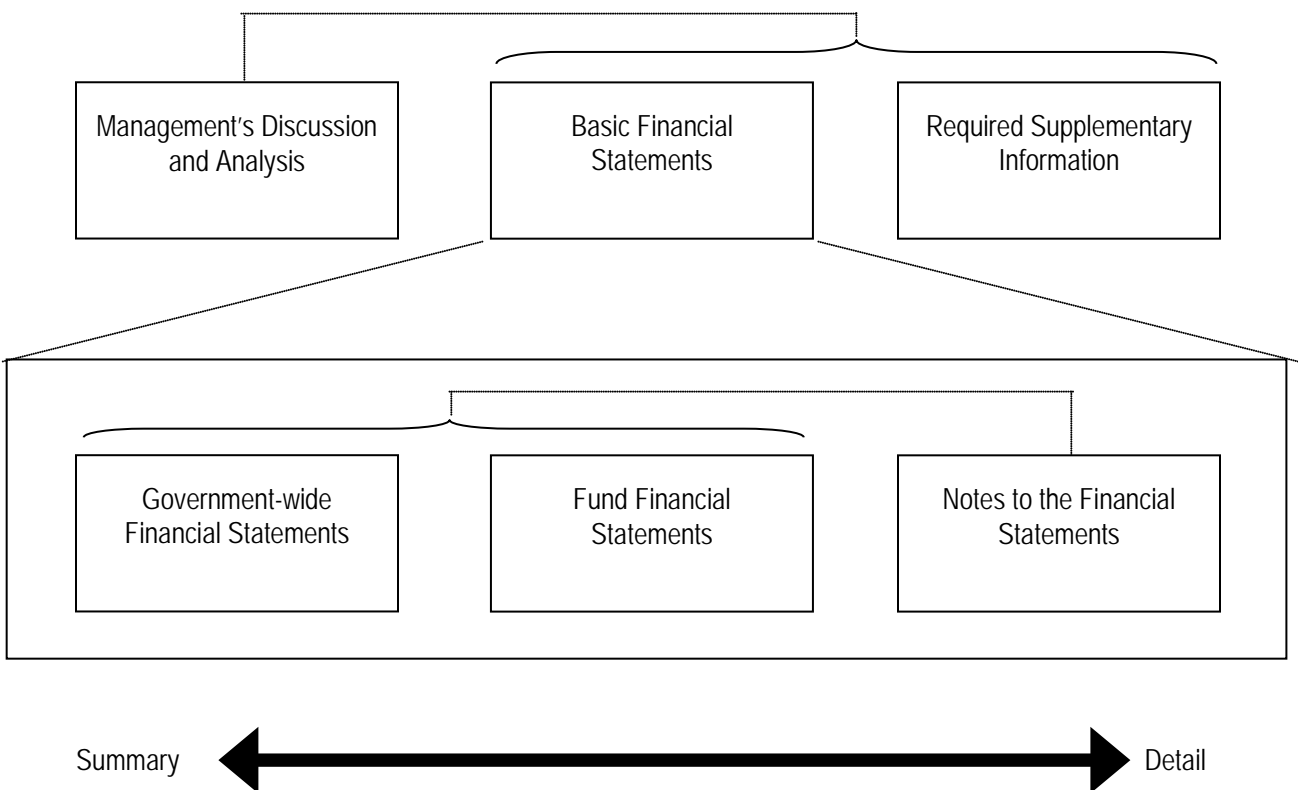 Management's Discussion
and Analysis
Basic Financial
Statements
Required Supplementary
Information
Government-wide
Financial Statements
Fund Financial
Statements
Notes to the Financial
Statements
Summary
Detail